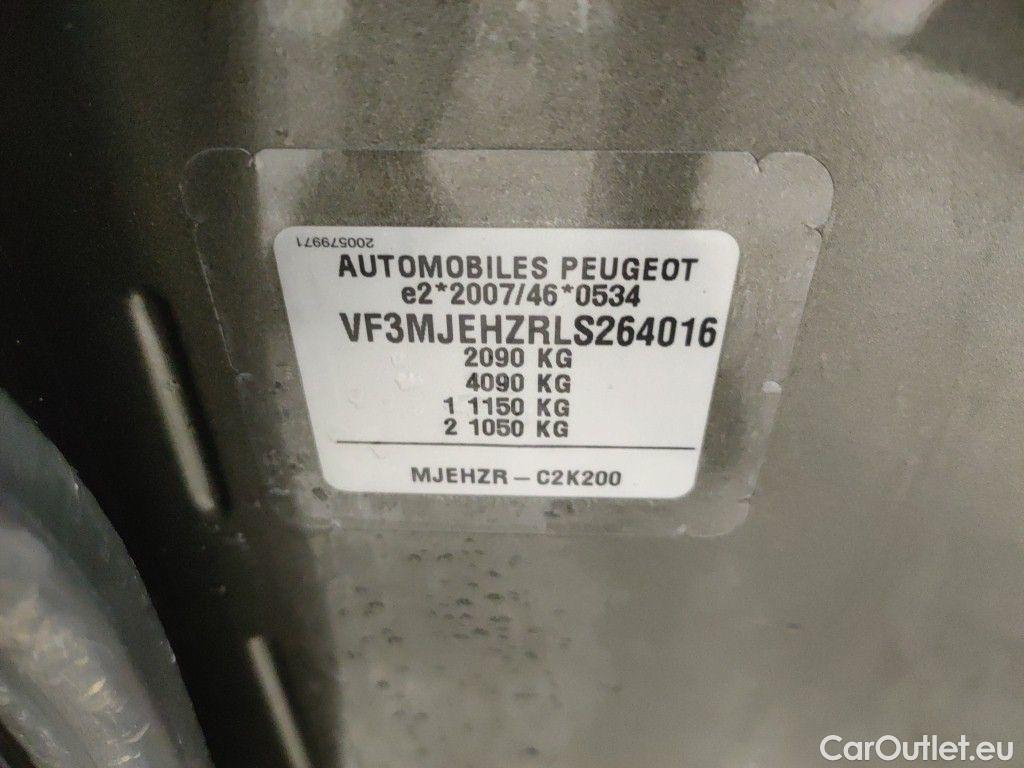 200579971
AUTOMOBILES PEUGEOT
e2*2007/46*0534
VF3MJEHZRLS264016
2090 KG
4090 KG
1 1150 KG
2 1050 KG
MJEHZR – C2K200
CarOutlet.eu